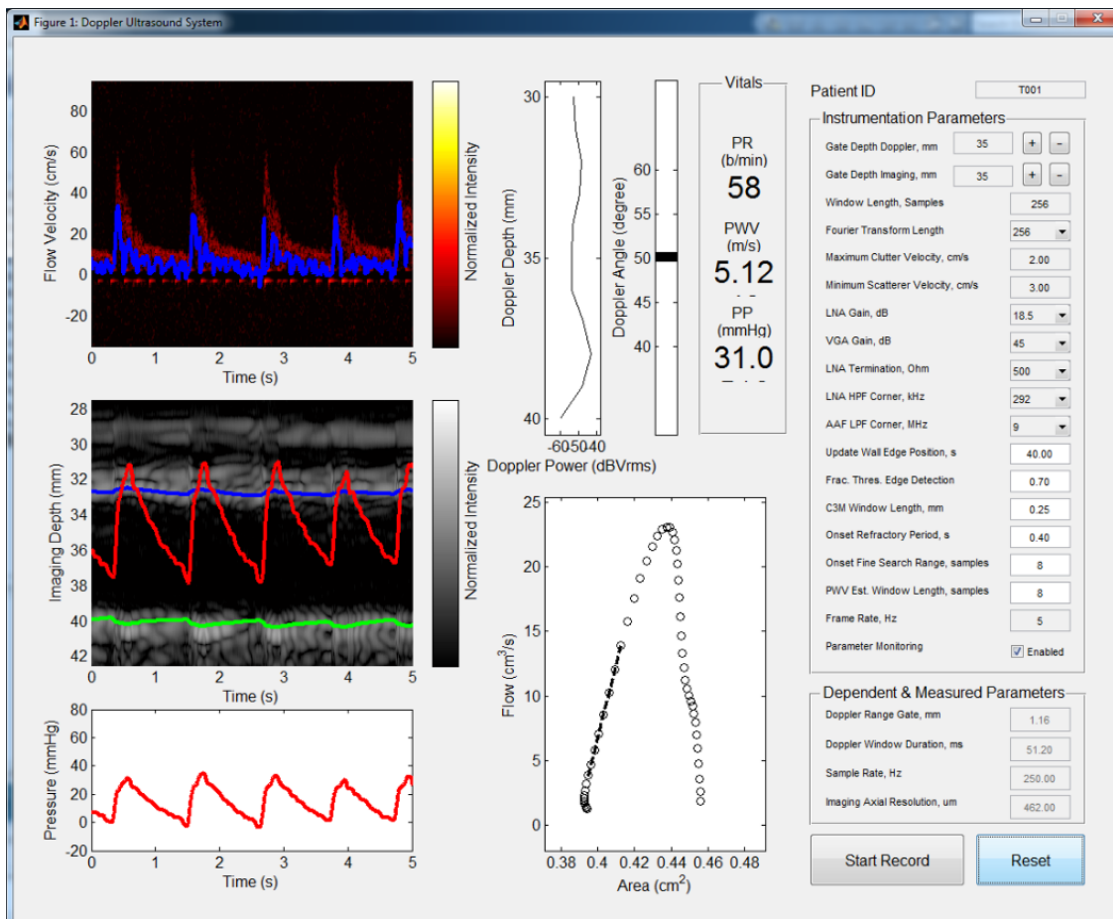 Figure 1: Doppler Ultrasound System
Flow Velocity (cm/s)
80
60
40
20
0
-20
0 1 2 3 4 5
Time (s)
Normalized Intensity
Imaging Depth (mm)
28
30
32
34
36
38
40
42
0 1 2 3 4 5
Time (s)
Normalized Intensity
Pressure (mmHg)
80
60
40
20
0
-20
0 1 2 3 4 5
Time (s)
Doppler Depth (mm)
30
35
40
-60 -50 -40
Doppler Power (dBVrms)
Doppler Angle (degree)
60
55
50
45
40
Vitals
PR
(b/min)
58
PWV
(m/s)
5.12
PP
(mmHg)
31.0
Flow (cm³/s)
25
20
15
10
5
0
0.38 0.4 0.42 0.44 0.46 0.48
Area (cm²)
Patient ID T001
Instrumentation Parameters
Gate Depth Doppler, mm 35 + -
Gate Depth Imaging, mm 35 + -
Window Length, Samples 256
Fourier Transform Length 256
Maximum Clutter Velocity, cm/s 2.00
Minimum Scatterer Velocity, cm/s 3.00
LNA Gain, dB 18.5
VGA Gain, dB 45
LNA Termination, Ohm 500
LNA HPF Corner, kHz 292
AAF LPF Corner, MHz 9
Update Wall Edge Position, s 40.00
Frac. Thres. Edge Detection 0.70
C3M Window Length, mm 0.25
Onset Refractory Period, s 0.40
Onset Fine Search Range, samples 8
PWV Est. Window Length, samples 8
Frame Rate, Hz 5
Parameter Monitoring Enabled
Dependent & Measured Parameters
Doppler Range Gate, mm 1.16
Doppler Window Duration, ms 51.20
Sample Rate, Hz 250.00
Imaging Axial Resolution, um 462.00
Start Record
Reset